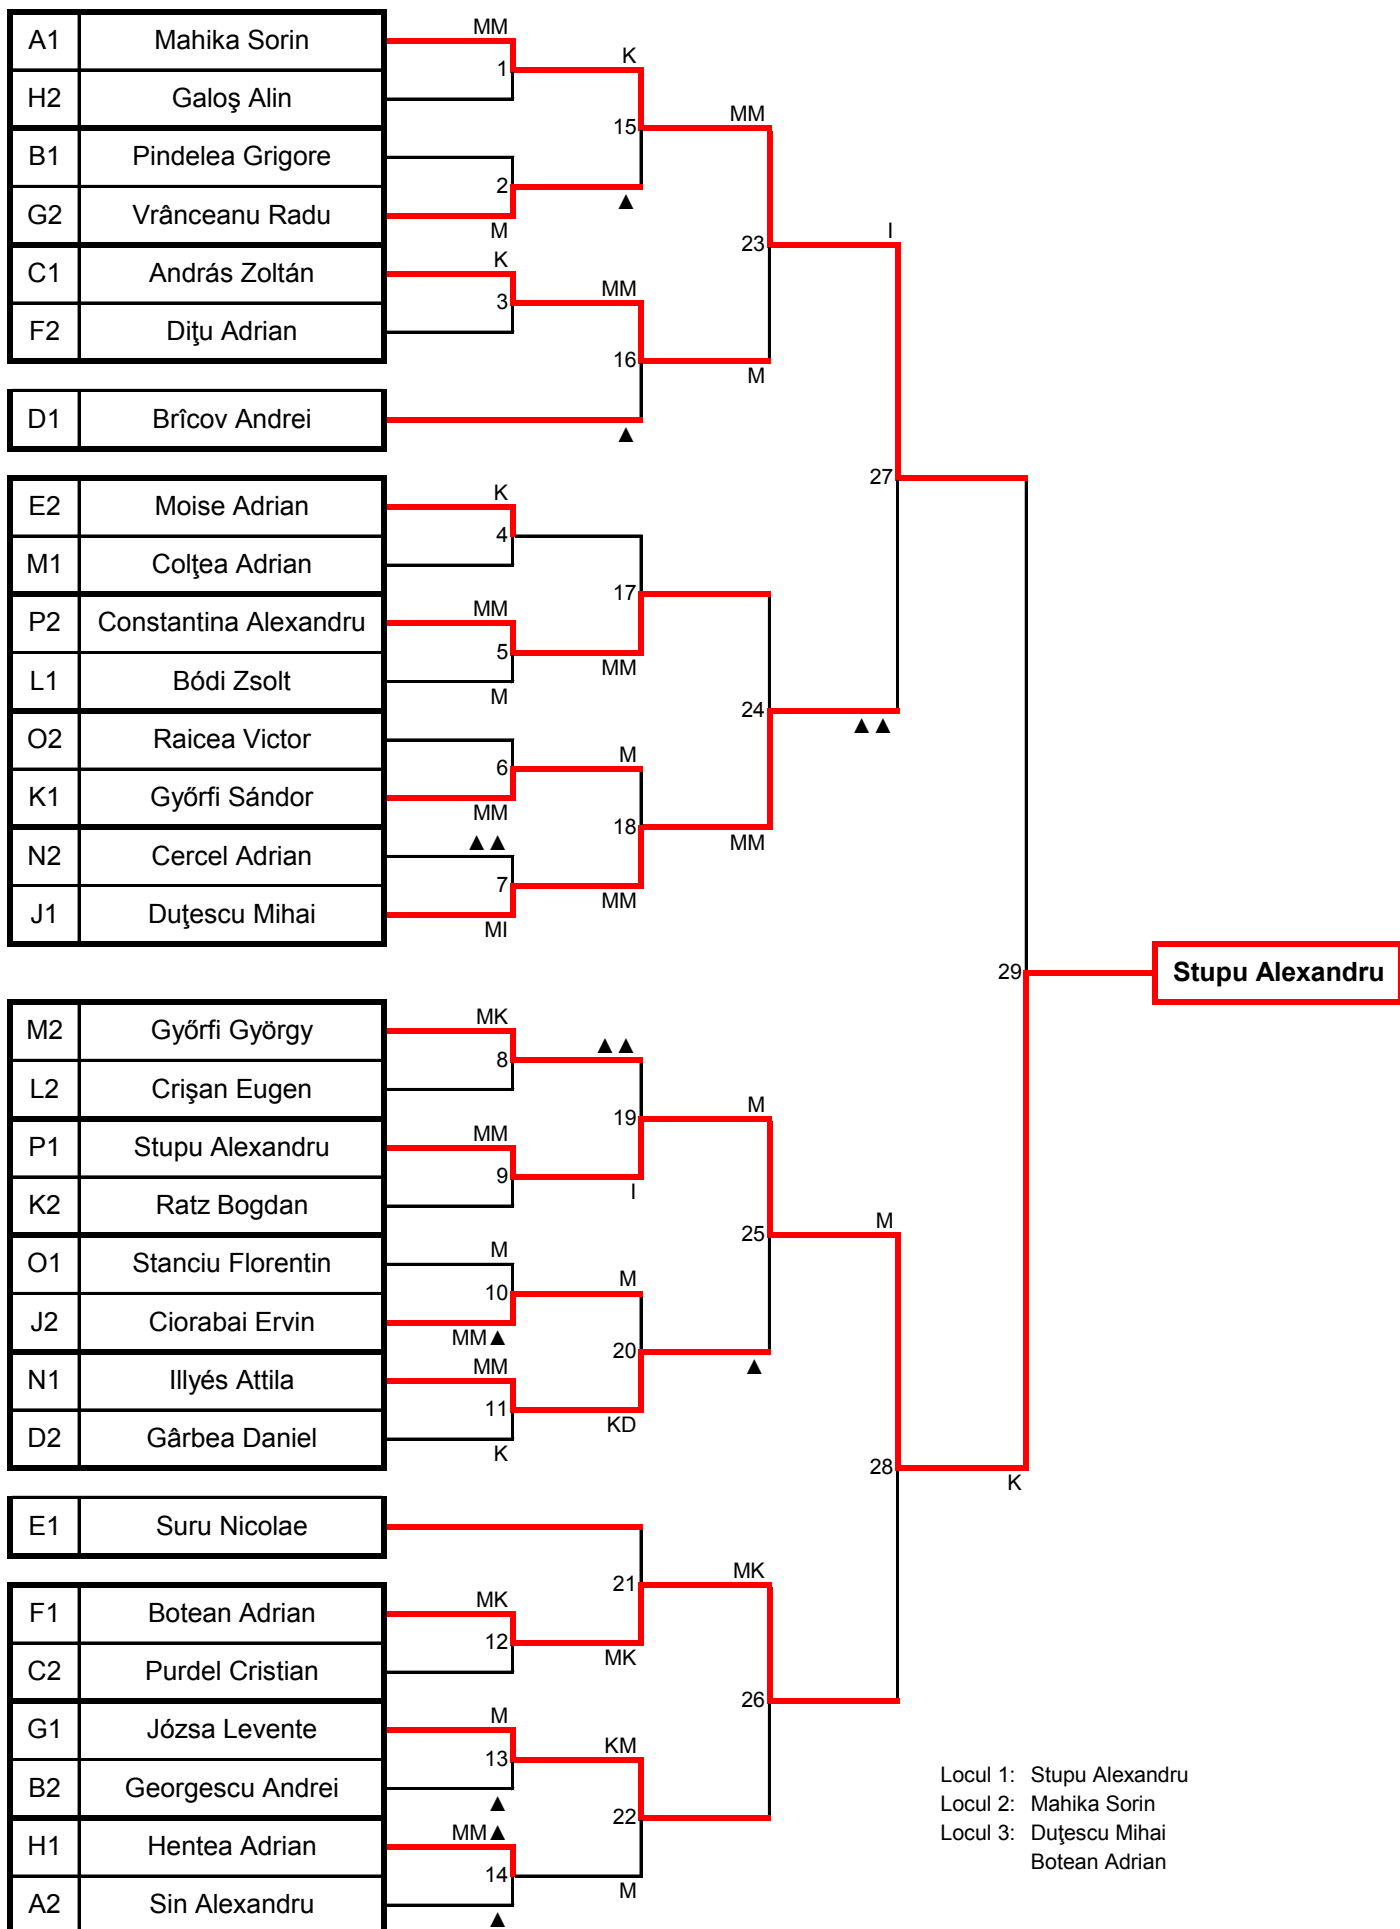 A1 Mahika Sorin
H2 Galoş Alin
B1 Pindelea Grigore
G2 Vrânceanu Radu
C1 András Zoltán
F2 Diţu Adrian
D1 Brîcov Andrei
E2 Moise Adrian
M1 Colţea Adrian
P2 Constantina Alexandru
L1 Bódi Zsolt
O2 Raicea Victor
K1 Győrfi Sándor
N2 Cercel Adrian
J1 Duţescu Mihai
M2 Győrfi György
L2 Crişan Eugen
P1 Stupu Alexandru
K2 Ratz Bogdan
O1 Stanciu Florentin
J2 Ciorabai Ervin
N1 Illyés Attila
D2 Gârbea Daniel
E1 Suru Nicolae
F1 Botean Adrian
C2 Purdel Cristian
G1 Józsa Levente
B2 Georgescu Andrei
H1 Hentea Adrian
A2 Sin Alexandru
MM
1
2
M
K
3
K
4
MM
5
M
6
MM
▲▲
7
MI
MK
8
MM
9
M
10
MM▲
MM
11
K
MK
12
M
13
▲
MM▲
14
▲
K
15
▲
MM
16
▲
17
MM
M
18
MM
▲▲
19
I
M
20
KD
21
MK
KM
22
M
MM
23
M
24
MM
M
25
▲
MK
26
I
27
▲▲
M
28
29
K
Stupu Alexandru
Locul 1: Stupu Alexandru
Locul 2: Mahika Sorin
Locul 3: Duţescu Mihai
Botean Adrian